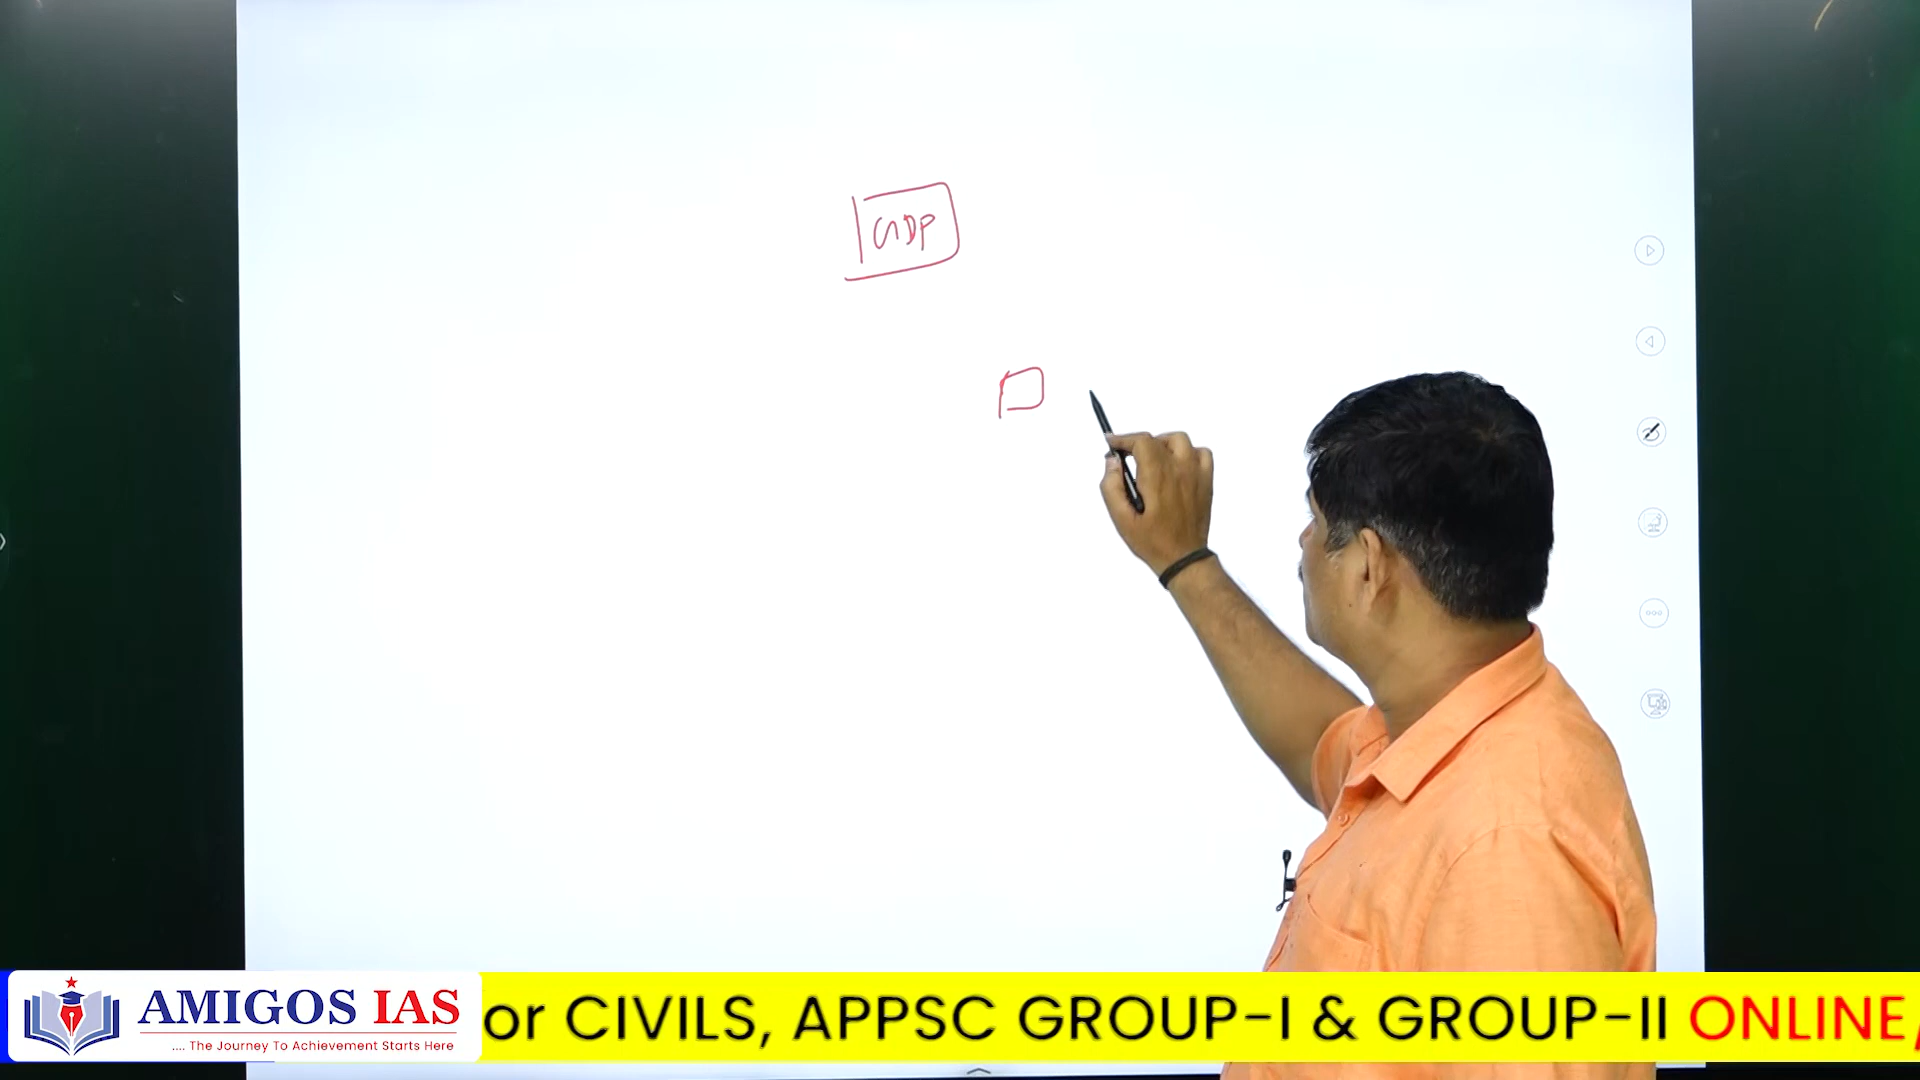 GDP
AMIGOS IAS
.... The Journey To Achievement Starts Here
or CIVILS, APPSC GROUP-I & GROUP-II ONLINE